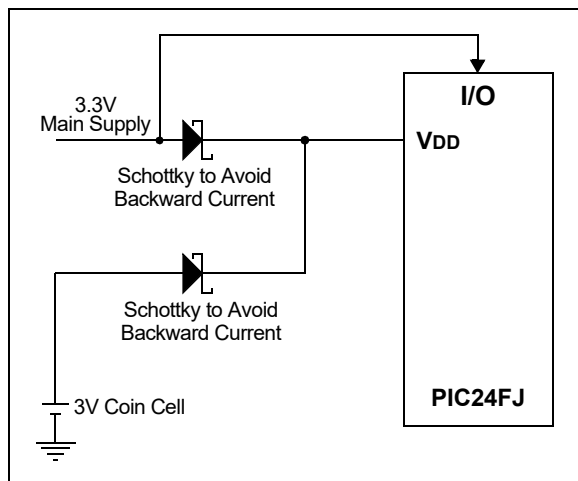 I/O
3.3V
Main Supply
VDD
Schottky to Avoid
Backward Current
Schottky to Avoid
Backward Current
3V Coin Cell
PIC24FJ